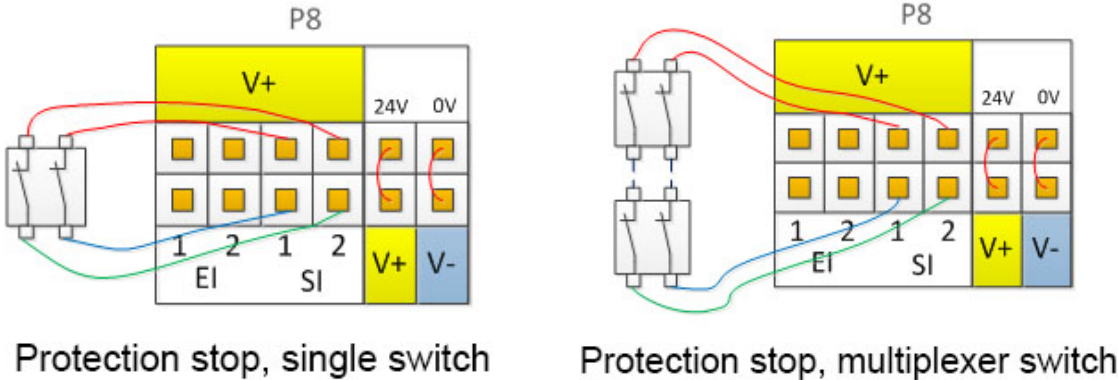 P8
V+
24V 0V
1 2 1 2
EI SI
V+ V-
Protection stop, single switch
P8
V+
24V 0V
1 2 1 2
EI SI
V+ V-
Protection stop, multiplexer switch